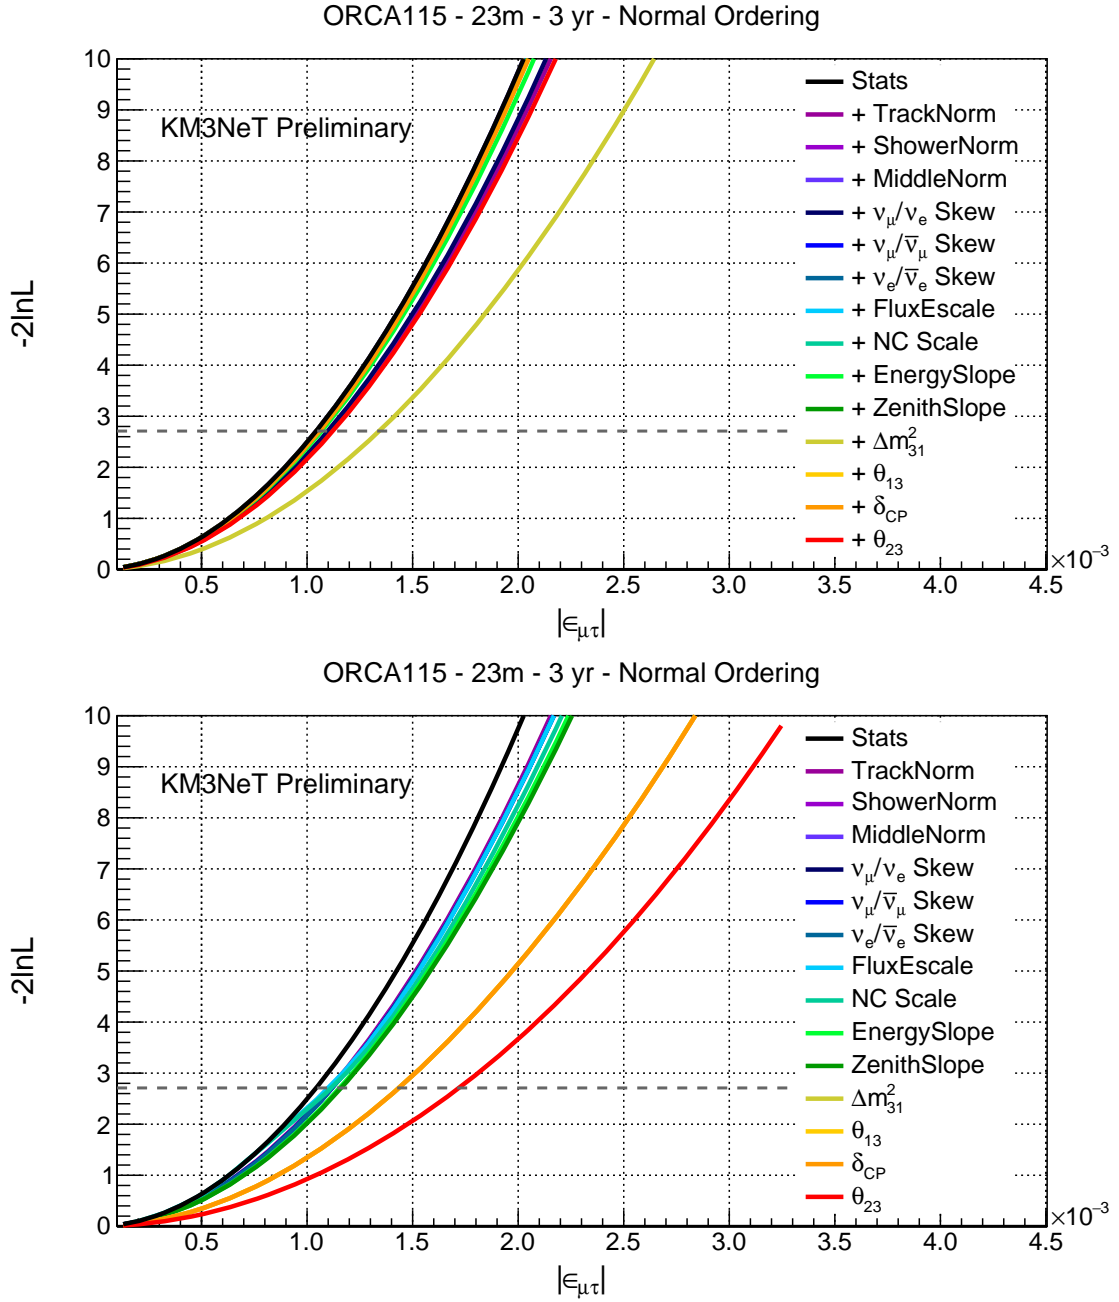 ORCA115 - 23m - 3 yr - Normal Ordering
10
9
8
7
6
5
4
3
2
1
0
-2lnL
KM3NeT Preliminary
Stats
+ TrackNorm
+ ShowerNorm
+ MiddleNorm
+ νμ/νe Skew
+ νμ/ν̅μ Skew
+ νe/ν̅e Skew
+ FluxEscale
+ NC Scale
+ EnergySlope
+ ZenithSlope
+ Δm²31
+ θ13
+ δCP
+ θ23
×10⁻³
0.5 1.0 1.5 2.0 2.5 3.0 3.5 4.0 4.5
|ϵμτ|
ORCA115 - 23m - 3 yr - Normal Ordering
10
9
8
7
6
5
4
3
2
1
0
-2lnL
KM3NeT Preliminary
Stats
TrackNorm
ShowerNorm
MiddleNorm
νμ/νe Skew
νμ/ν̅μ Skew
νe/ν̅e Skew
FluxEscale
NC Scale
EnergySlope
ZenithSlope
Δm²31
θ13
δCP
θ23
×10⁻³
0.5 1.0 1.5 2.0 2.5 3.0 3.5 4.0 4.5
|ϵμτ|